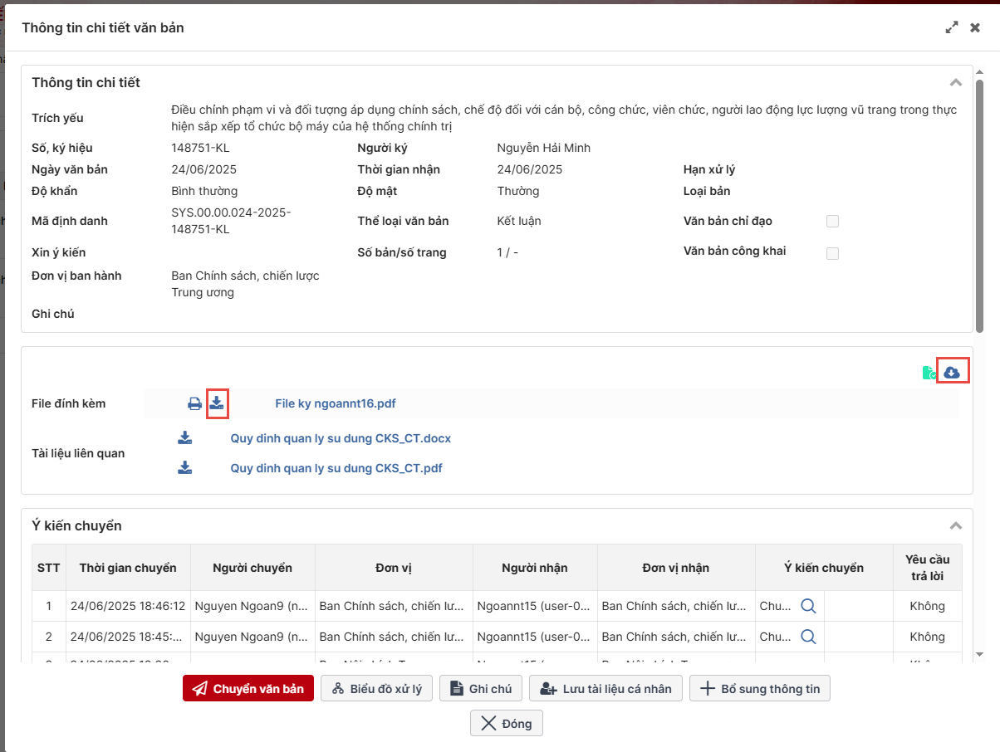 Thông tin chi tiết văn bản
Thông tin chi tiết
Trích yếu
Điều chỉnh phạm vi và đối tượng áp dụng chính sách, chế độ đối với cán bộ, công chức, viên chức, người lao động lực lượng vũ trang trong thực
hiện sắp xếp tổ chức bộ máy của hệ thống chính trị
Số, ký hiệu 148751-KL Người ký Nguyễn Hải Minh
Ngày văn bản 24/06/2025 Thời gian nhận 24/06/2025 Hạn xử lý
Độ khẩn Bình thường Độ mật Thường Loại bản
Mã định danh SYS.00.00.024-2025-
148751-KL Thể loại văn bản Kết luận Văn bản chỉ đạo
Xin ý kiến Số bản/số trang 1 / - Văn bản công khai
Đơn vị ban hành Ban Chính sách, chiến lược
Trung ương
Ghi chú
File đính kèm File ky ngoannt16.pdf
Tài liệu liên quan
Quy dinh quan ly su dung CKS_CT.docx
Quy dinh quan ly su dung CKS_CT.pdf
Ý kiến chuyển
STT Thời gian chuyển Người chuyển Đơn vị Người nhận Đơn vị nhận Ý kiến chuyển Yêu cầu
trả lời
1 24/06/2025 18:46:12 Nguyen Ngoan9 (n... Ban Chính sách, chiến lư... Ngoannt15 (user-0... Ban Chính sách, chiến lư... Chu... Không
2 24/06/2025 18:45:... Nguyen Ngoan9 (n... Ban Chính sách, chiến lư... Ngoannt15 (user-0... Ban Chính sách, chiến lư... Chu... Không
Chuyển văn bản Biểu đồ xử lý Ghi chú Lưu tài liệu cá nhân Bổ sung thông tin
Đóng